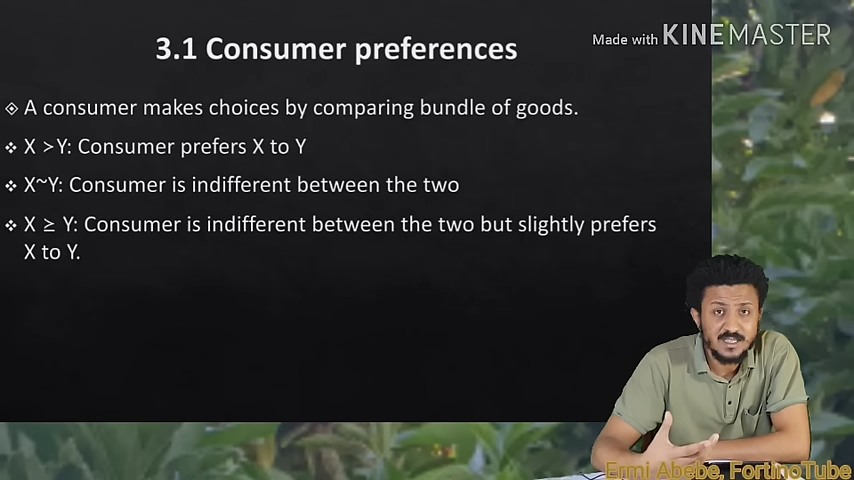 3.1 Consumer preferences
Made with KINEMASTER
A consumer makes choices by comparing bundle of goods.
X >Y: Consumer prefers X to Y
X~Y: Consumer is indifferent between the two
X ≥ Y: Consumer is indifferent between the two but slightly prefers
X to Y.
Ermi Abebe, FortinoTube